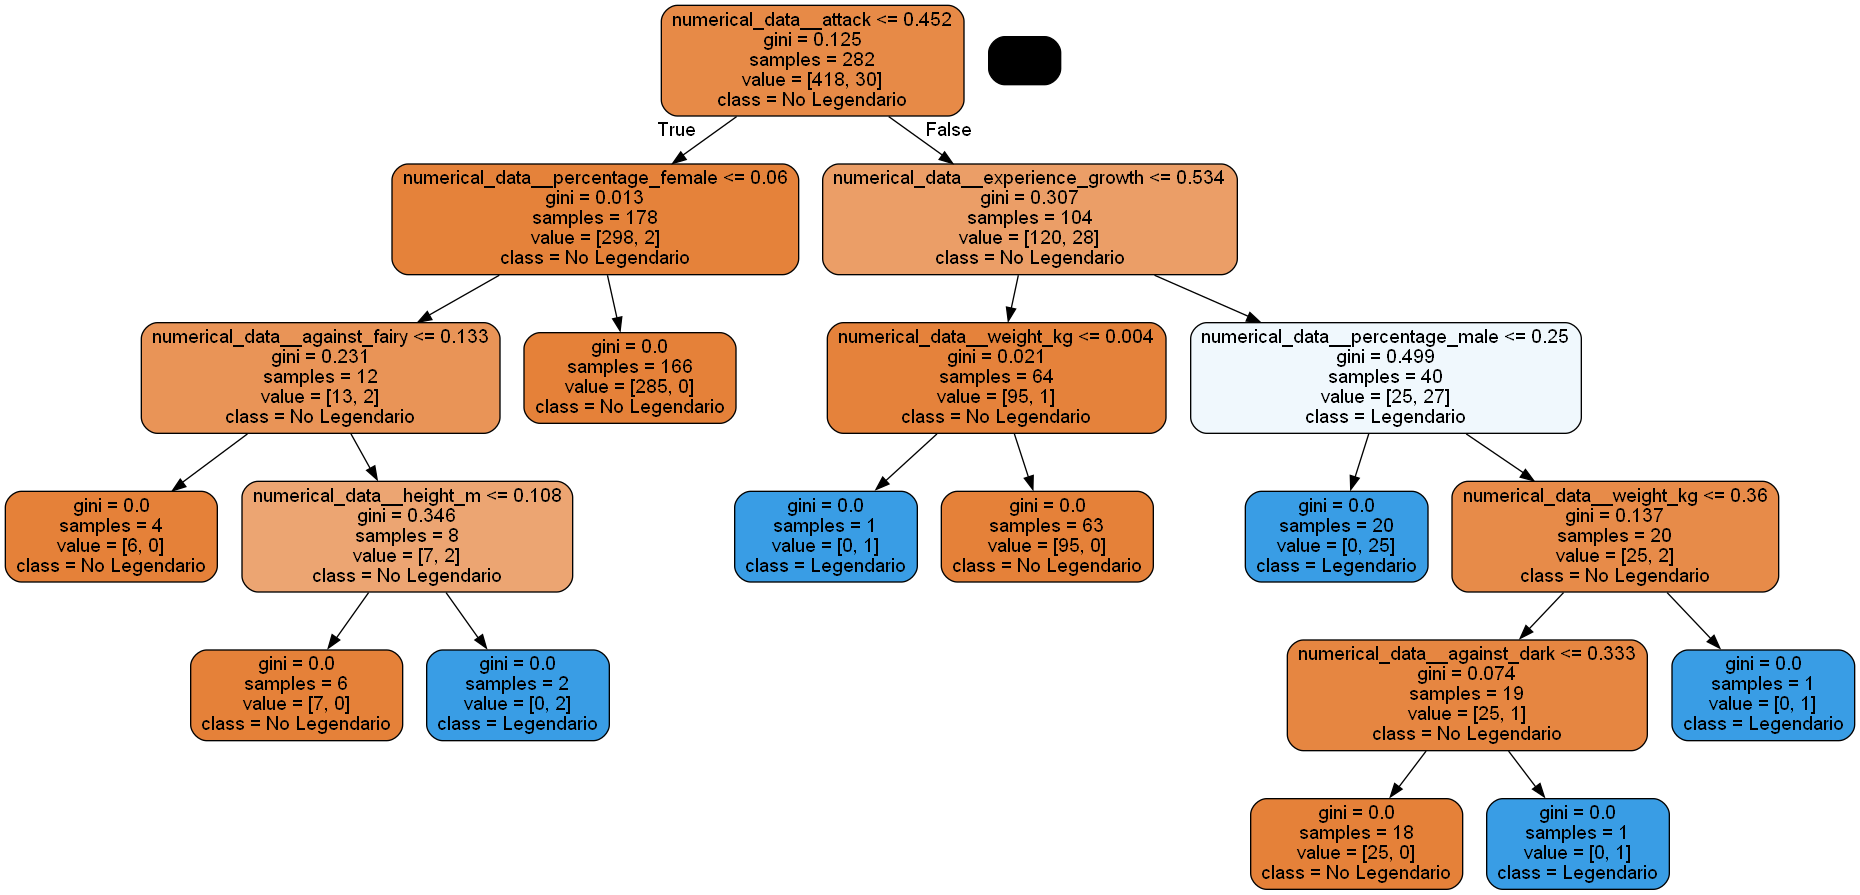 numerical_data__attack <= 0.452
gini = 0.125
samples = 282
value = [418, 30]
class = No Legendario
True
False
numerical_data__percentage_female <= 0.06
gini = 0.013
samples = 178
value = [298, 2]
class = No Legendario
numerical_data__experience_growth <= 0.534
gini = 0.307
samples = 104
value = [120, 28]
class = No Legendario
numerical_data__against_fairy <= 0.133
gini = 0.231
samples = 12
value = [13, 2]
class = No Legendario
gini = 0.0
samples = 166
value = [285, 0]
class = No Legendario
numerical_data__weight_kg <= 0.004
gini = 0.021
samples = 64
value = [95, 1]
class = No Legendario
numerical_data__percentage_male <= 0.25
gini = 0.499
samples = 40
value = [25, 27]
class = Legendario
gini = 0.0
samples = 4
value = [6, 0]
class = No Legendario
numerical_data__height_m <= 0.108
gini = 0.346
samples = 8
value = [7, 2]
class = No Legendario
gini = 0.0
samples = 1
value = [0, 1]
class = Legendario
gini = 0.0
samples = 63
value = [95, 0]
class = No Legendario
gini = 0.0
samples = 20
value = [0, 25]
class = Legendario
numerical_data__weight_kg <= 0.36
gini = 0.137
samples = 20
value = [25, 2]
class = No Legendario
gini = 0.0
samples = 6
value = [7, 0]
class = No Legendario
gini = 0.0
samples = 2
value = [0, 2]
class = Legendario
numerical_data__against_dark <= 0.333
gini = 0.074
samples = 19
value = [25, 1]
class = No Legendario
gini = 0.0
samples = 1
value = [0, 1]
class = Legendario
gini = 0.0
samples = 18
value = [25, 0]
class = No Legendario
gini = 0.0
samples = 1
value = [0, 1]
class = Legendario